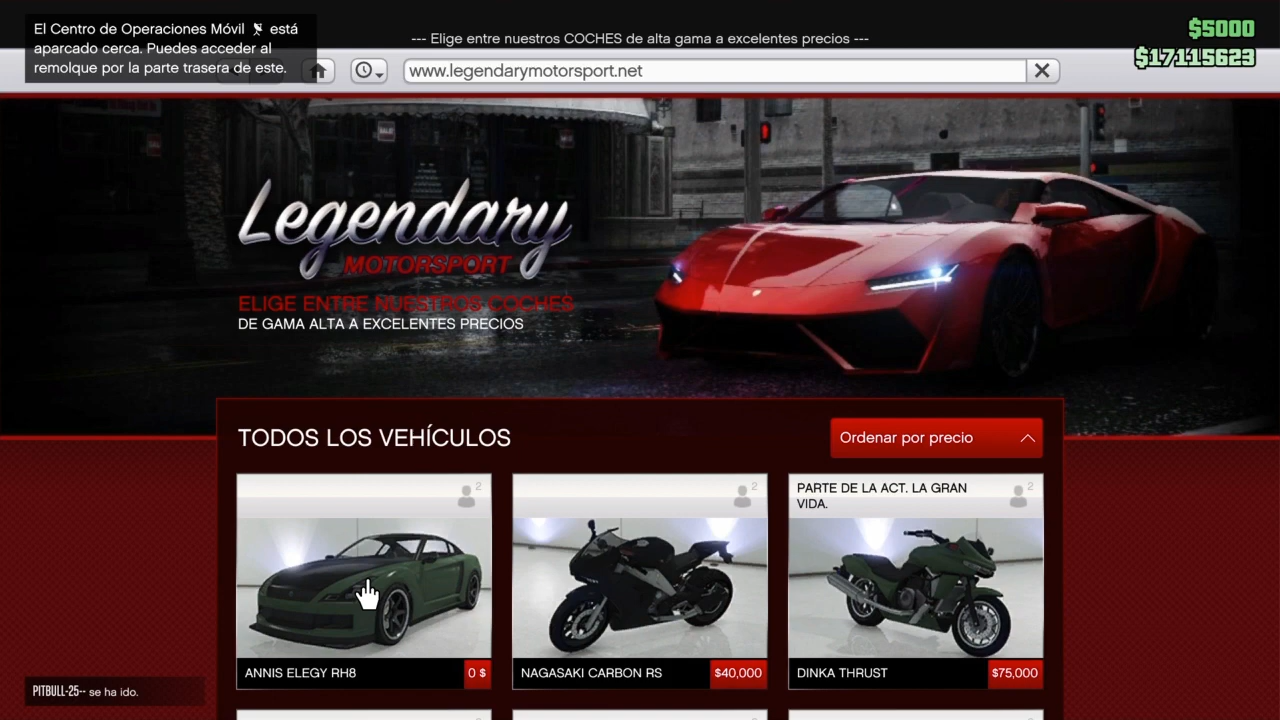 El Centro de Operaciones Móvil está
aparcado cerca. Puedes acceder al
remolque por la parte trasera de este.
--- Elige entre nuestros COCHES de alta gama a excelentes precios ---
$5000
$17115623
www.legendarymotorsport.net
SALE!
Legendary
MOTORSPORT
ELIGE ENTRE NUESTROS COCHES
DE GAMA ALTA A EXCELENTES PRECIOS
TODOS LOS VEHÍCULOS
Ordenar por precio
2
2
PARTE DE LA ACT. LA GRAN
VIDA.
2
ANNIS ELEGY RH8
0 $
NAGASAKI CARBON RS
$40,000
DINKA THRUST
$75,000
PITBULL-25-- se ha ido.